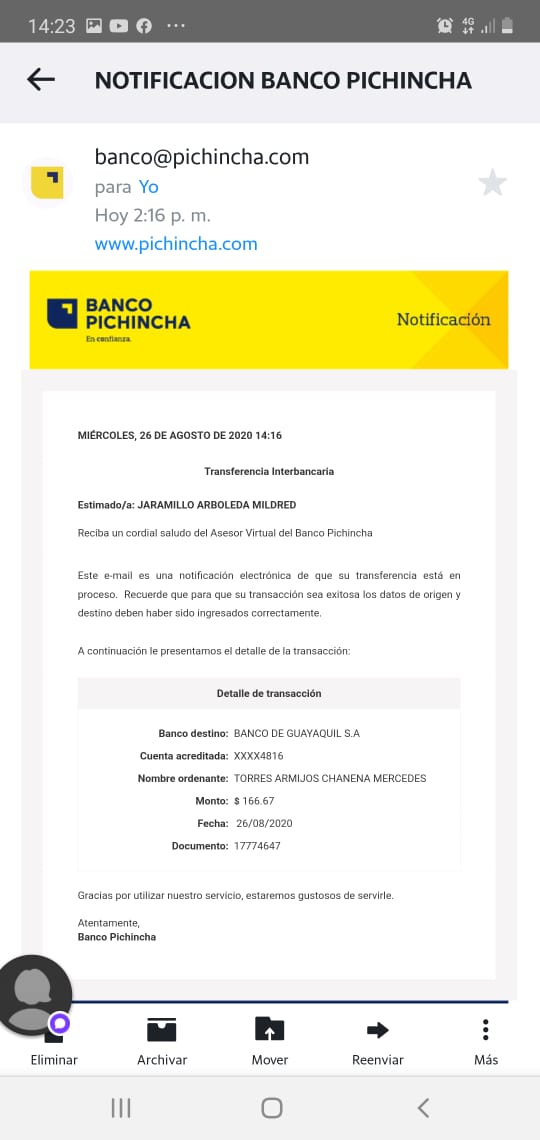 14:23
4G
NOTIFICACION BANCO PICHINCHA
banco@pichincha.com
para Yo
Hoy 2:16 p. m.
www.pichincha.com
BANCO
PICHINCHA
En confianza.
Notificación
MIÉRCOLES, 26 DE AGOSTO DE 2020 14:16
Transferencia Interbancaria
Estimado/a: JARAMILLO ARBOLEDA MILDRED
Reciba un cordial saludo del Asesor Virtual del Banco Pichincha
Este e-mail es una notificación electrónica de que su transferencia está en
proceso. Recuerde que para que su transacción sea exitosa los datos de origen y
destino deben haber sido ingresados correctamente.
A continuación le presentamos el detalle de la transacción:
Detalle de transacción
Banco destino: BANCO DE GUAYAQUIL S.A
Cuenta acreditada: XXXX4816
Nombre ordenante: TORRES ARMIJOS CHANENA MERCEDES
Monto: $ 166.67
Fecha: 26/08/2020
Documento: 17774647
Gracias por utilizar nuestro servicio, estaremos gustosos de servirle.
Atentamente,
Banco Pichincha
Eliminar Archivar Mover Reenviar Más